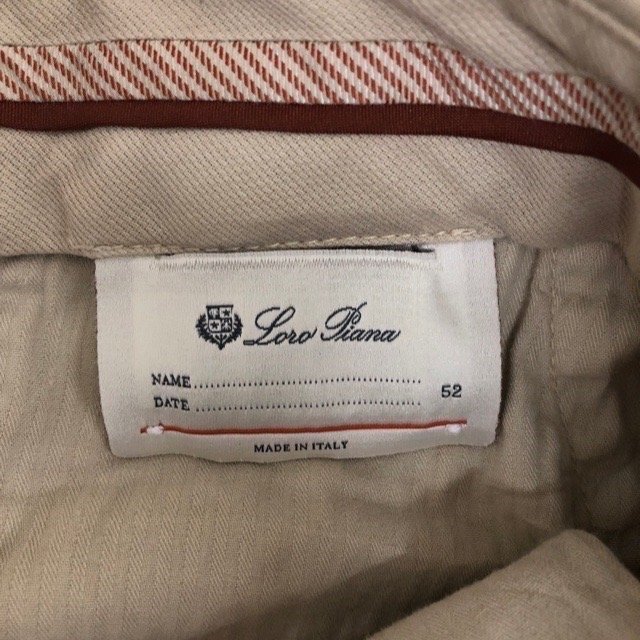 Loro Piana
NAME ........................................
DATE ........................................ 52
MADE IN ITALY